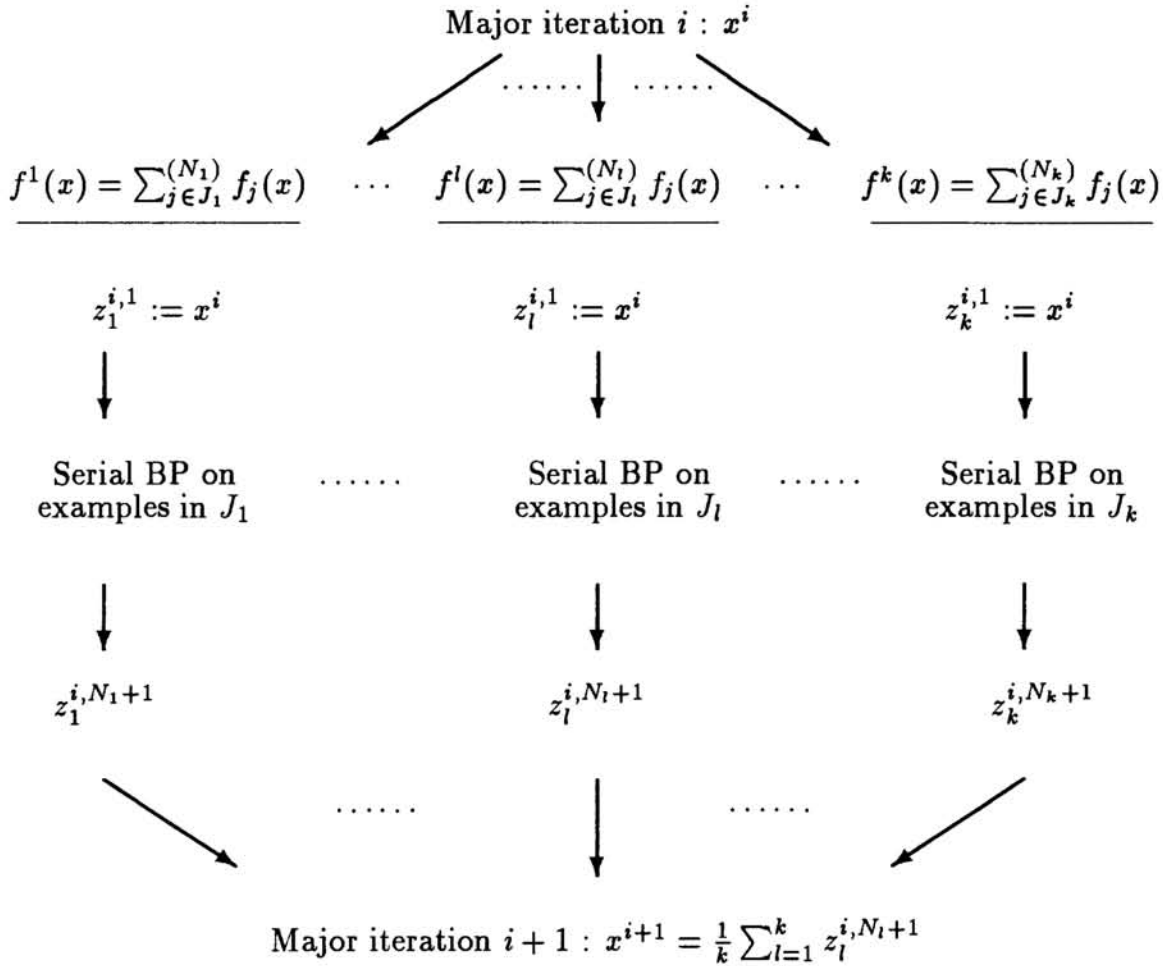 Major iteration $i : x^i$
...... ......
$f^1(x) = \sum_{j \in J_1}^{(N_1)} f_j(x)$ ... $f^l(x) = \sum_{j \in J_l}^{(N_l)} f_j(x)$ ... $f^k(x) = \sum_{j \in J_k}^{(N_k)} f_j(x)$
$z_1^{i,1} := x^i$ $z_l^{i,1} := x^i$ $z_k^{i,1} := x^i$
Serial BP on ...... Serial BP on ...... Serial BP on
examples in $J_1$ examples in $J_l$ examples in $J_k$
$z_1^{i,N_1+1}$ $z_l^{i,N_l+1}$ $z_k^{i,N_k+1}$
...... ......
Major iteration $i + 1 : x^{i+1} = \frac{1}{k} \sum_{l=1}^{k} z_l^{i,N_l+1}$